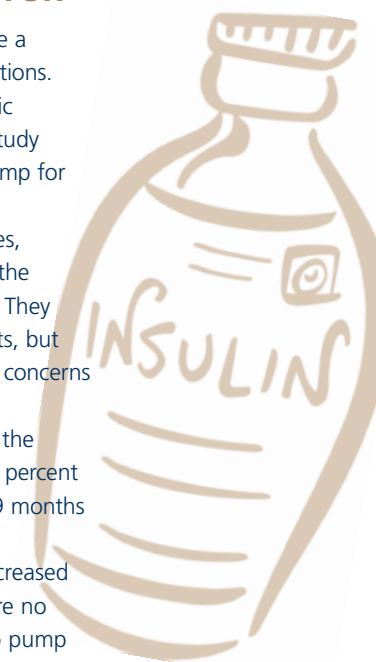 e a
tions.
ic
tudy
mp for
es,
the
They
ts, but
concerns
INSULIN
the
percent
9 months
creased
re no
pump